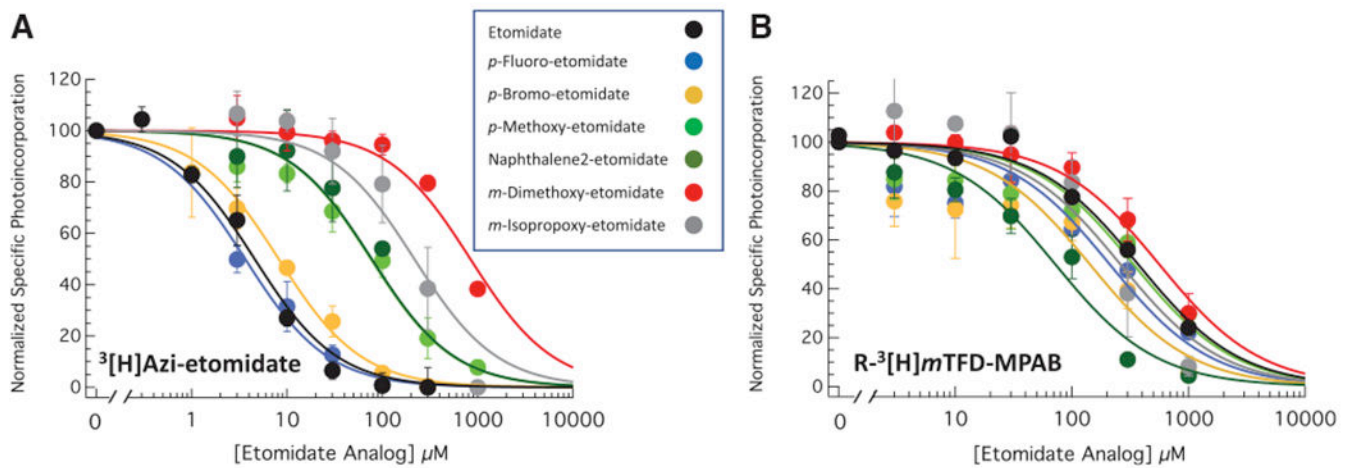 A
Normalized Specific Photoincorporation
120
100
80
60
40
20
0
³[H]Azi-etomidate
0
1
10
100
1000
10000
[Etomidate Analog] µM
Etomidate
p-Fluoro-etomidate
p-Bromo-etomidate
p-Methoxy-etomidate
Naphthalene2-etomidate
m-Dimethoxy-etomidate
m-Isopropoxy-etomidate
B
Normalized Specific Photoincorporation
120
100
80
60
40
20
0
R-³[H]mTFD-MPAB
0
10
100
1000
10000
[Etomidate Analog] µM